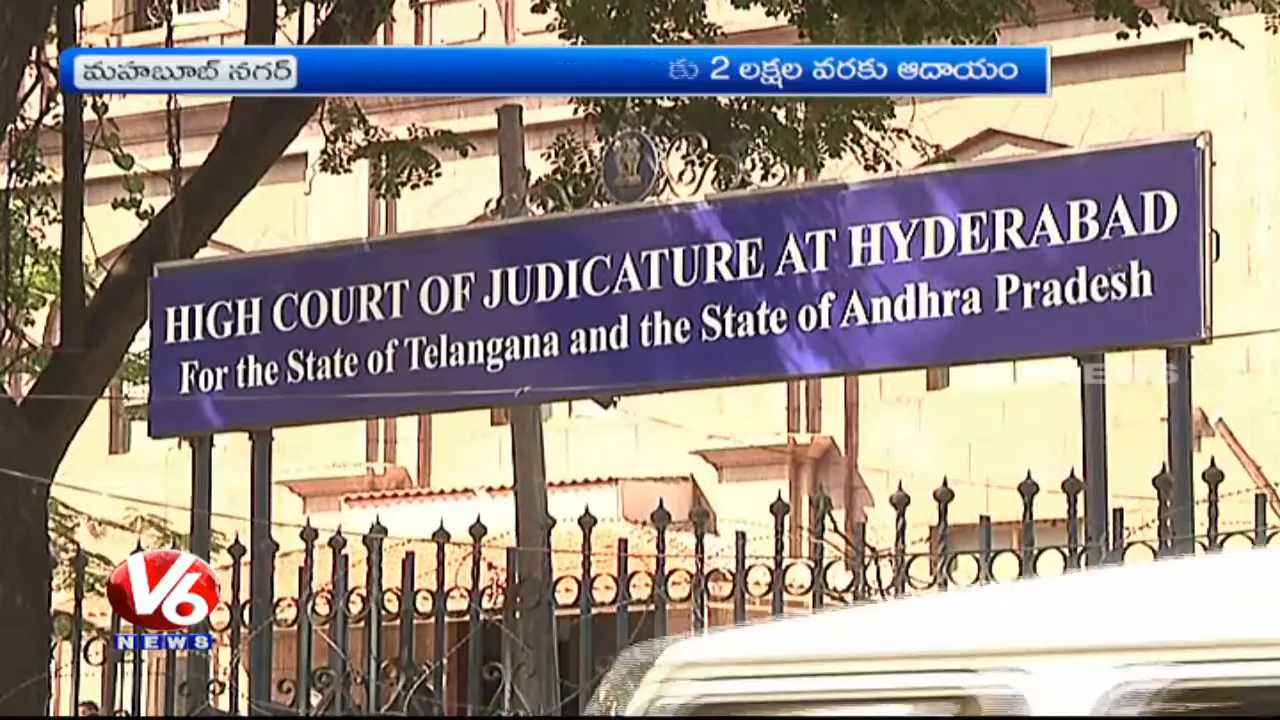 మహబూబ్ నగర్
కు 2 లక్షల వరకు ఆదాయం
HIGH COURT OF JUDICATURE AT HYDERABAD
For the State of Telangana and the State of Andhra Pradesh
NEWS
V6
NEWS